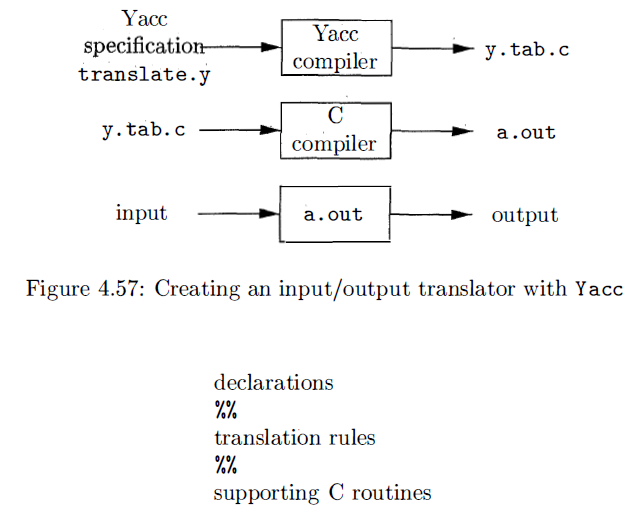 Yacc
specification
translate.y
Yacc
compiler
y.tab.c
y.tab.c
C
compiler
a.out
input
a.out
output
Figure 4.57: Creating an input/output translator with Yacc
declarations
%%
translation rules
%%
supporting C routines